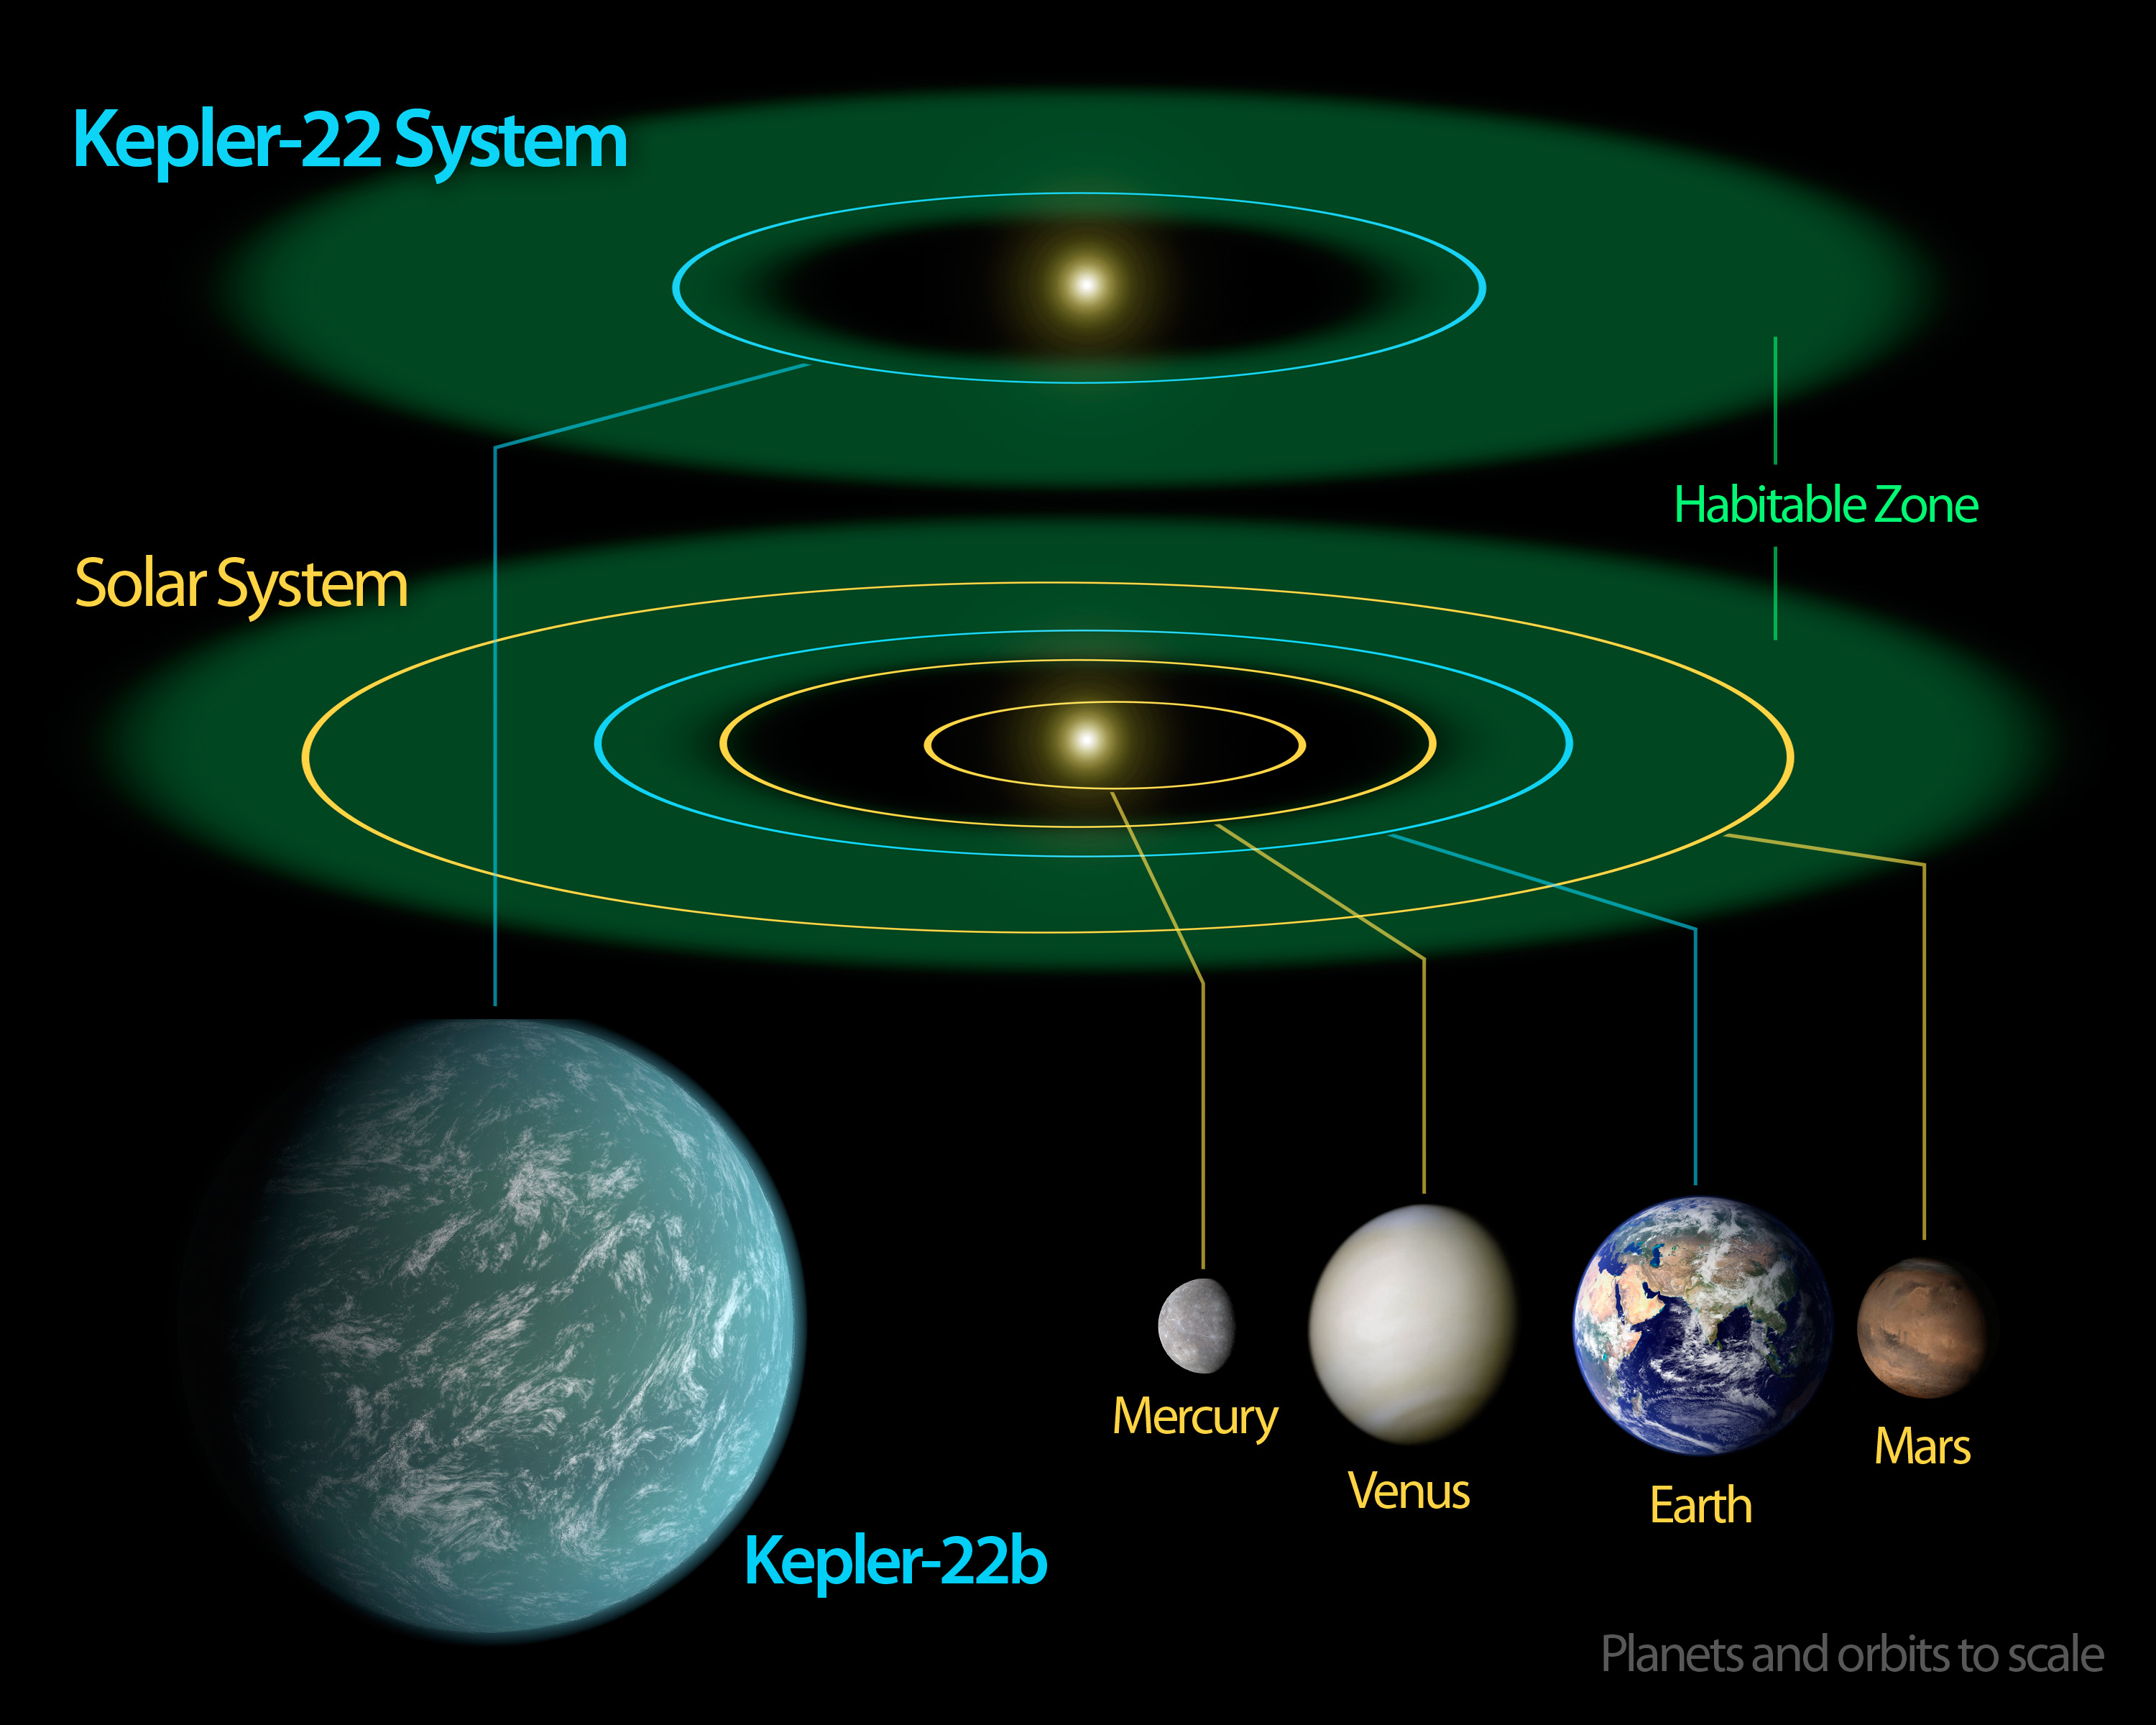 Kepler-22 System
Habitable Zone
Solar System
Mercury
Venus
Earth
Mars
Kepler-22b
Planets and orbits to scale